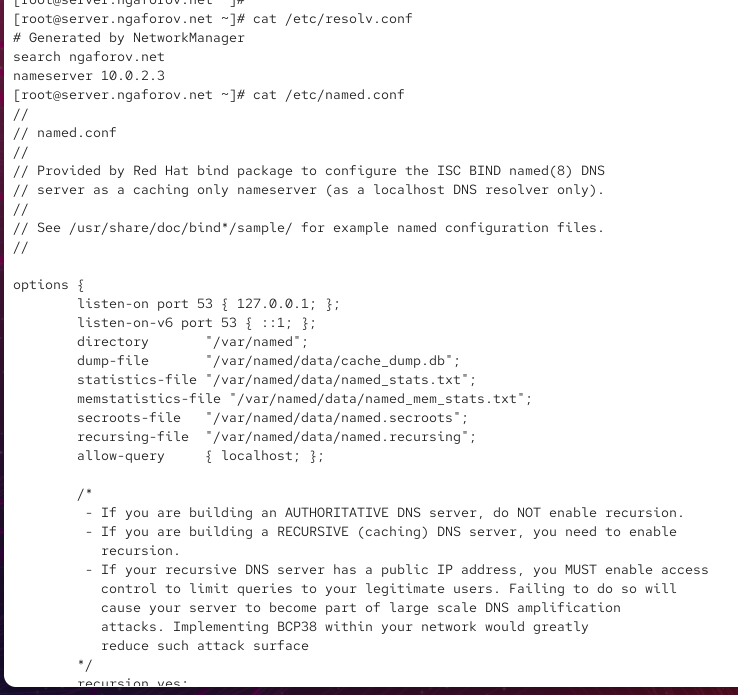 [root@server.ngaforov.net ~]#
[root@server.ngaforov.net ~]# cat /etc/resolv.conf
# Generated by NetworkManager
search ngaforov.net
nameserver 10.0.2.3
[root@server.ngaforov.net ~]# cat /etc/named.conf
//
// named.conf
//
// Provided by Red Hat bind package to configure the ISC BIND named(8) DNS
// server as a caching only nameserver (as a localhost DNS resolver only).
//
// See /usr/share/doc/bind*/sample/ for example named configuration files.
//

options {
        listen-on port 53 { 127.0.0.1; };
        listen-on-v6 port 53 { ::1; };
        directory       "/var/named";
        dump-file       "/var/named/data/cache_dump.db";
        statistics-file "/var/named/data/named_stats.txt";
        memstatistics-file "/var/named/data/named_mem_stats.txt";
        secroots-file   "/var/named/data/named.secroots";
        recursing-file  "/var/named/data/named.recursing";
        allow-query     { localhost; };

        /*
         - If you are building an AUTHORITATIVE DNS server, do NOT enable recursion.
         - If you are building a RECURSIVE (caching) DNS server, you need to enable
           recursion.
         - If your recursive DNS server has a public IP address, you MUST enable access
           control to limit queries to your legitimate users. Failing to do so will
           cause your server to become part of large scale DNS amplification
           attacks. Implementing BCP38 within your network would greatly
           reduce such attack surface
        */
        recursion yes;